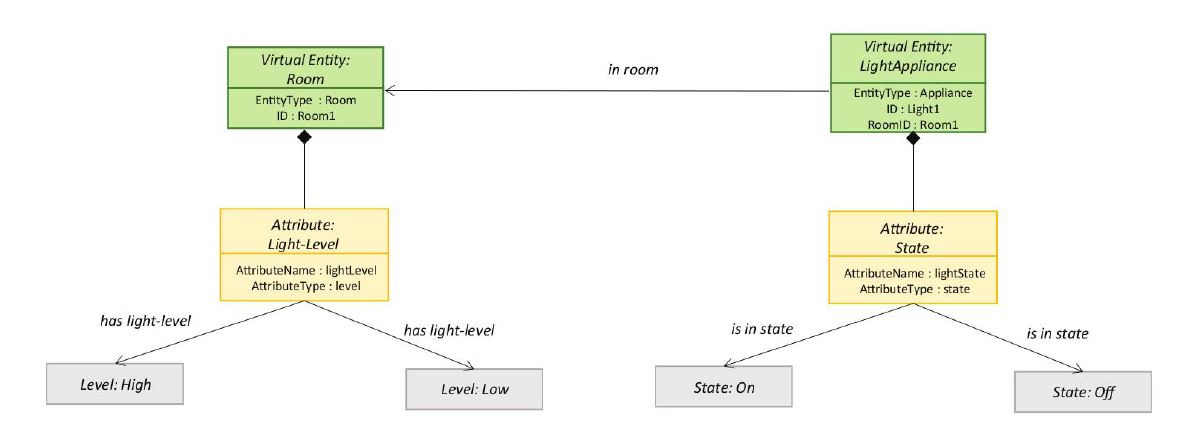 Virtual Entity:
Room
EntityType : Room
ID : Room1
in room
Virtual Entity:
LightAppliance
EntityType : Appliance
ID : Light1
RoomID : Room1
Attribute:
Light-Level
AttributeName : lightLevel
AttributeType : level
Attribute:
State
AttributeName : lightState
AttributeType : state
has light-level
has light-level
is in state
is in state
Level: High
Level: Low
State: On
State: Off